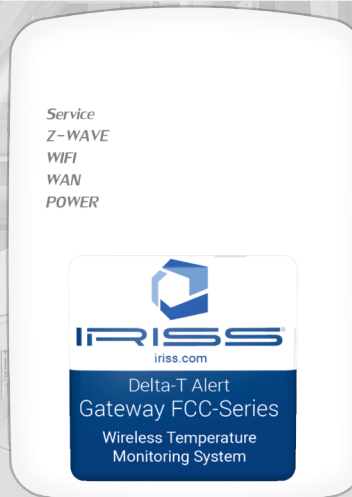 Service
Z-WAVE
WIFI
WAN
POWER
IRISS®
iriss.com
Delta-T Alert
Gateway FCC-Series
Wireless Temperature
Monitoring System